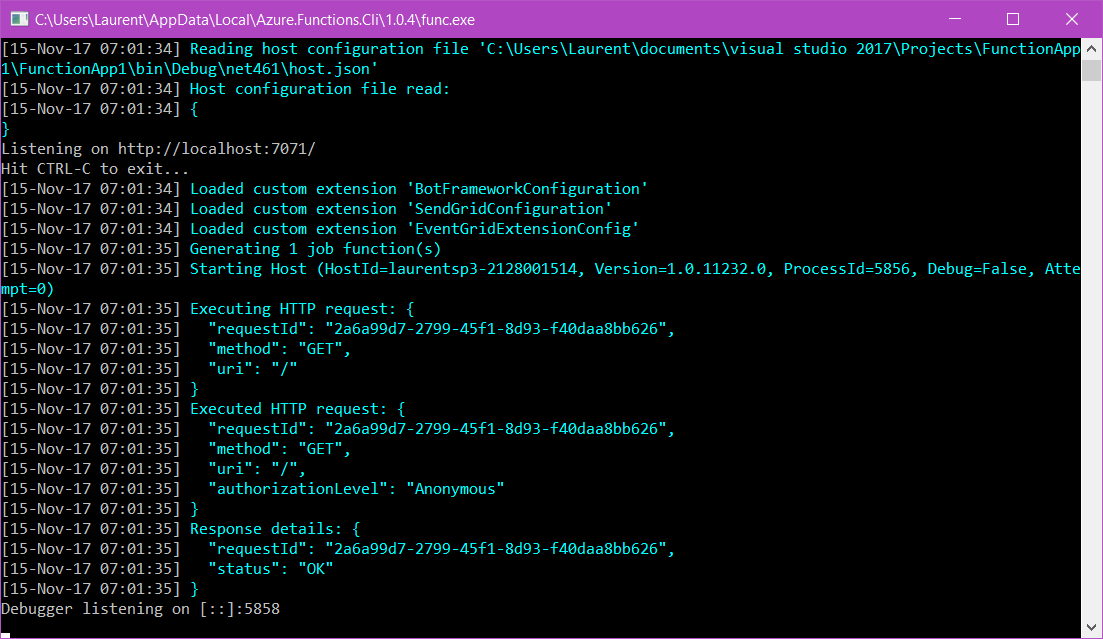 C:\Users\Laurent\AppData\Local\Azure.Functions.Cli\1.0.4\func.exe
[15-Nov-17 07:01:34] Reading host configuration file 'C:\Users\Laurent\documents\visual studio 2017\Projects\FunctionApp
1\FunctionApp1\bin\Debug\net461\host.json'
[15-Nov-17 07:01:34] Host configuration file read:
[15-Nov-17 07:01:34] {
}
Listening on http://localhost:7071/
Hit CTRL-C to exit...
[15-Nov-17 07:01:34] Loaded custom extension 'BotFrameworkConfiguration'
[15-Nov-17 07:01:34] Loaded custom extension 'SendGridConfiguration'
[15-Nov-17 07:01:34] Loaded custom extension 'EventGridExtensionConfig'
[15-Nov-17 07:01:35] Generating 1 job function(s)
[15-Nov-17 07:01:35] Starting Host (HostId=laurentsp3-2128001514, Version=1.0.11232.0, ProcessId=5856, Debug=False, Atte
mpt=0)
[15-Nov-17 07:01:35] Executing HTTP request: {
[15-Nov-17 07:01:35]   "requestId": "2a6a99d7-2799-45f1-8d93-f40daa8bb626",
[15-Nov-17 07:01:35]   "method": "GET",
[15-Nov-17 07:01:35]   "uri": "/"
[15-Nov-17 07:01:35] }
[15-Nov-17 07:01:35] Executed HTTP request: {
[15-Nov-17 07:01:35]   "requestId": "2a6a99d7-2799-45f1-8d93-f40daa8bb626",
[15-Nov-17 07:01:35]   "method": "GET",
[15-Nov-17 07:01:35]   "uri": "/",
[15-Nov-17 07:01:35]   "authorizationLevel": "Anonymous"
[15-Nov-17 07:01:35] }
[15-Nov-17 07:01:35] Response details: {
[15-Nov-17 07:01:35]   "requestId": "2a6a99d7-2799-45f1-8d93-f40daa8bb626",
[15-Nov-17 07:01:35]   "status": "OK"
[15-Nov-17 07:01:35] }
Debugger listening on [::]:5858